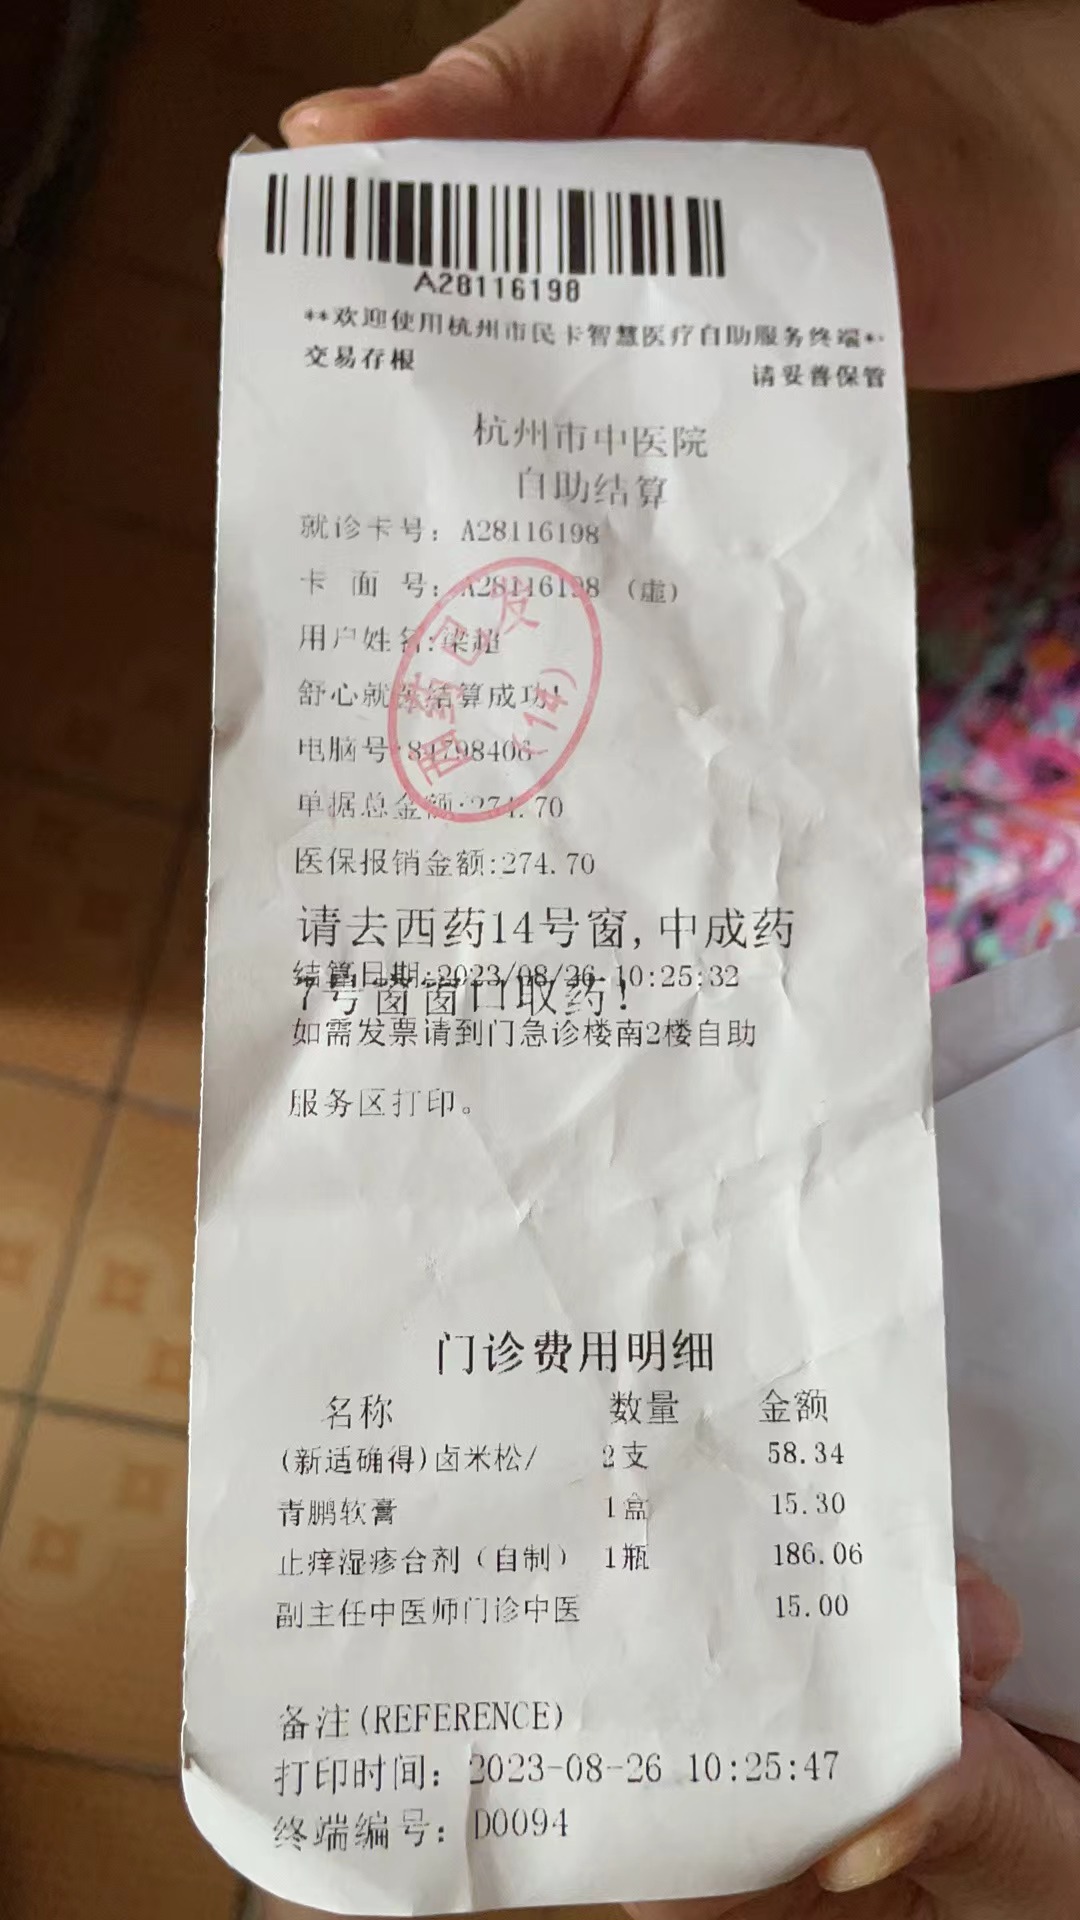 A28116198
**欢迎使用杭州市民卡智慧医疗自助服务终端**
交易存根 请妥善保管
杭州市中医院
自助结算
就诊卡号：A28116198
卡 面 号：A28116198 （虚）
用户姓名:梁超
舒心就医结算成功!
电脑号:84798406
单据总金额:274.70
医保报销金额:274.70
请去西药14号窗,中成药
结算日期:2023/08/26 10:25:32
7号窗窗口取药!
如需发票请到门急诊楼南2楼自助
服务区打印。
西药已发
(14)
门诊费用明细
名称 数量 金额
(新适确得)卤米松/ 2支 58.34
青鹏软膏 1盒 15.30
止痒湿疹合剂（自制） 1瓶 186.06
副主任中医师门诊中医 15.00
备注(REFERENCE)
打印时间：2023-08-26 10:25:47
终端编号：D0094